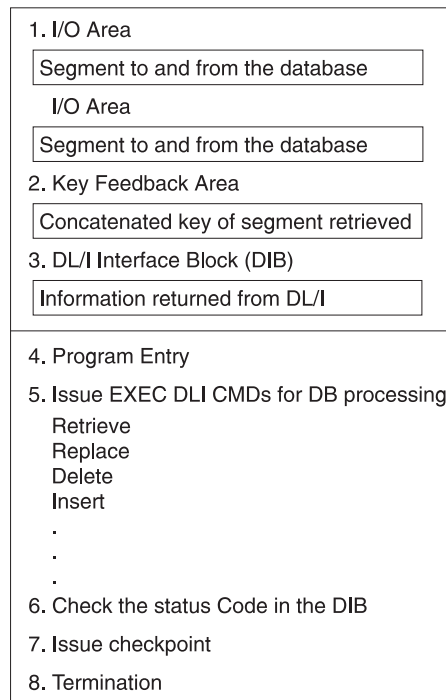 1. I/O Area
Segment to and from the database
I/O Area
Segment to and from the database
2. Key Feedback Area
Concatenated key of segment retrieved
3. DL/I Interface Block (DIB)
Information returned from DL/I
4. Program Entry
5. Issue EXEC DLI CMDs for DB processing
Retrieve
Replace
Delete
Insert
.
.
.
6. Check the status Code in the DIB
7. Issue checkpoint
8. Termination